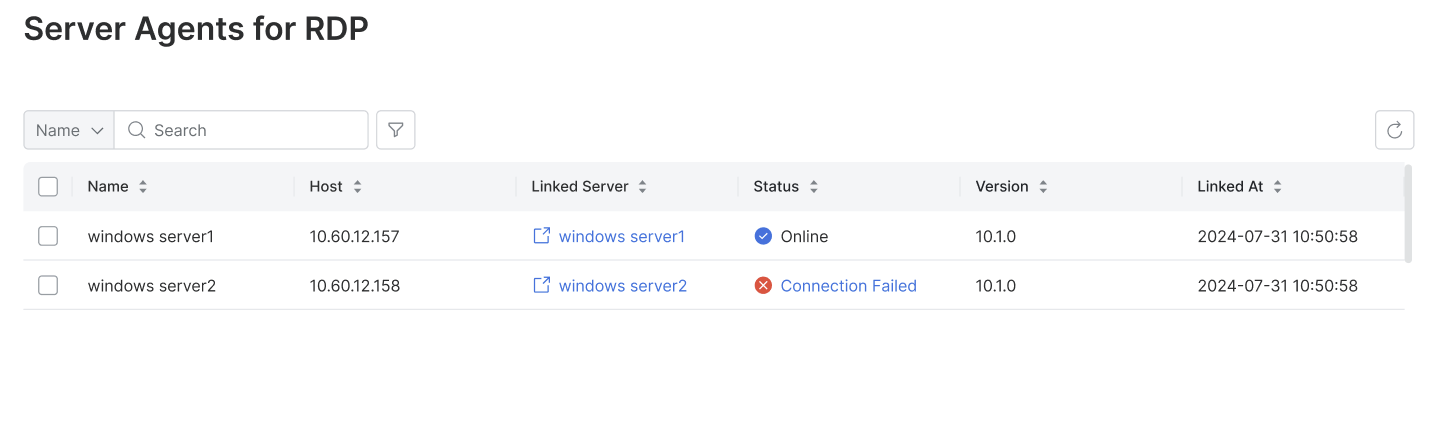 Server Agents for RDP
Name Search
Name Host Linked Server Status Version Linked At
windows server1 10.60.12.157 windows server1 Online 10.1.0 2024-07-31 10:50:58
windows server2 10.60.12.158 windows server2 Connection Failed 10.1.0 2024-07-31 10:50:58